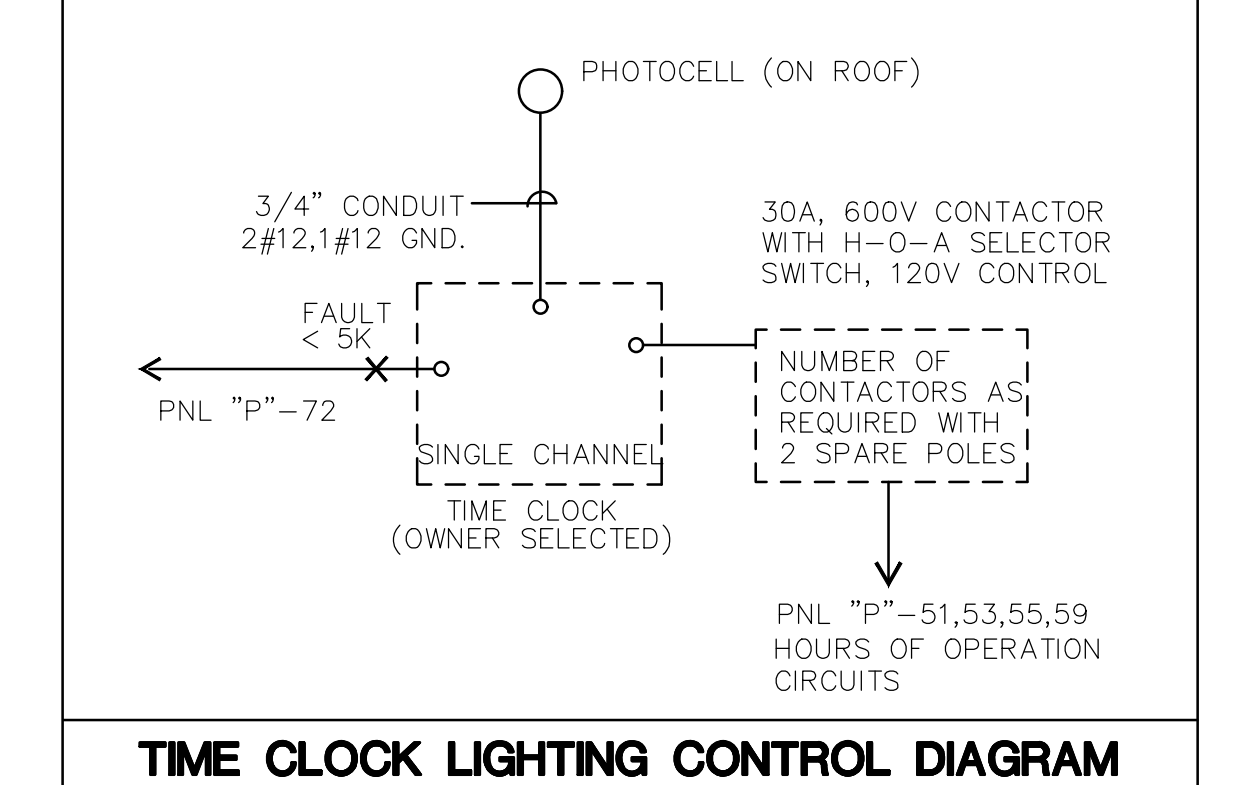 PHOTOCELL (ON ROOF)
3/4" CONDUIT
2#12,1#12 GND.
30A, 600V CONTACTOR
WITH H-O-A SELECTOR
SWITCH, 120V CONTROL
FAULT
< 5K
PNL "P"-72
NUMBER OF
CONTACTORS AS
REQUIRED WITH
2 SPARE POLES
SINGLE CHANNEL
TIME CLOCK
(OWNER SELECTED)
PNL "P"-51,53,55,59
HOURS OF OPERATION
CIRCUITS
TIME CLOCK LIGHTING CONTROL DIAGRAM